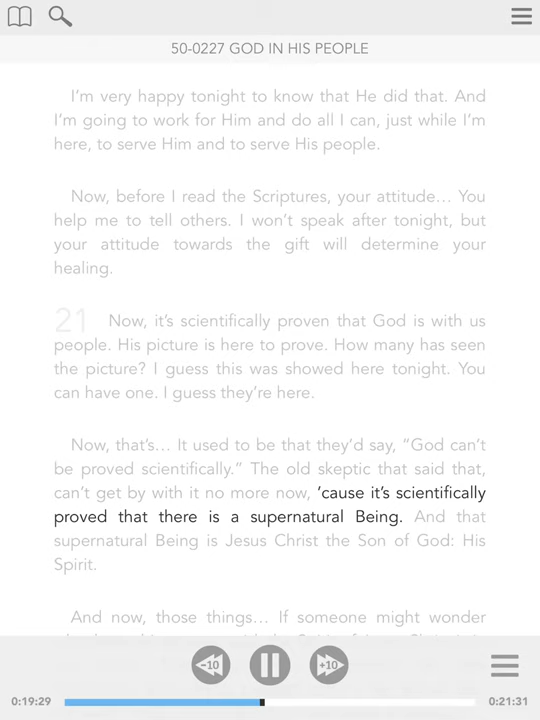 50-0227 GOD IN HIS PEOPLE
I'm very happy tonight to know that He did that. And
I'm going to work for Him and do all I can, just while I'm
here, to serve Him and to serve His people.
Now, before I read the Scriptures, your attitude… You
help me to tell others. I won't speak after tonight, but
your attitude towards the gift will determine your
healing.
21 Now, it's scientifically proven that God is with us
people. His picture is here to prove. How many has seen
the picture? I guess this was showed here tonight. You
can have one. I guess they're here.
Now, that's… It used to be that they'd say, “God can't
be proved scientifically.” The old skeptic that said that,
can't get by with it no more now, 'cause it's scientifically
proved that there is a supernatural Being. And that
supernatural Being is Jesus Christ the Son of God: His
Spirit.
And now, those things… If someone might wonder
-10
+10
0:19:29
0:21:31